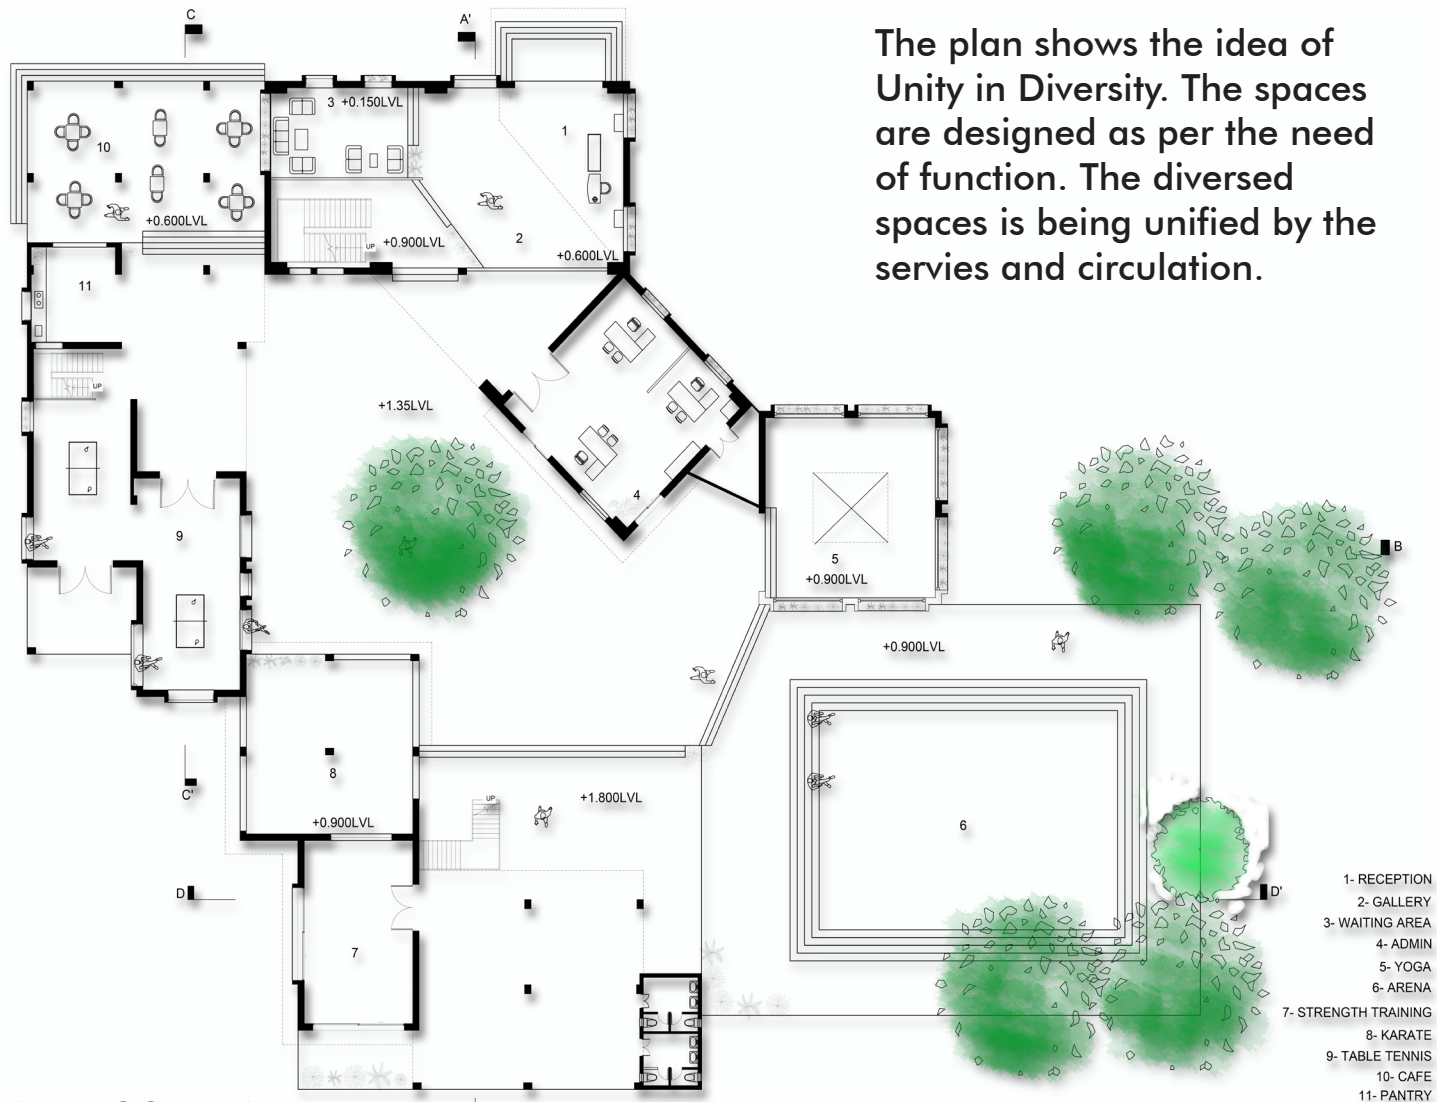 C
A'
The plan shows the idea of
Unity in Diversity. The spaces
are designed as per the need
of function. The diversed
spaces is being unified by the
servies and circulation.
3 +0.150LVL
1
10
+0.600LVL
2
UP
+0.900LVL
+0.600LVL
11
UP
+1.35LVL
4
9
5
+0.900LVL
B
+0.900LVL
8
+0.900LVL
C'
UP
+1.800LVL
6
D
D'
7
1- RECEPTION
2- GALLERY
3- WAITING AREA
4- ADMIN
5- YOGA
6- ARENA
7- STRENGTH TRAINING
8- KARATE
9- TABLE TENNIS
10- CAFE
11- PANTRY